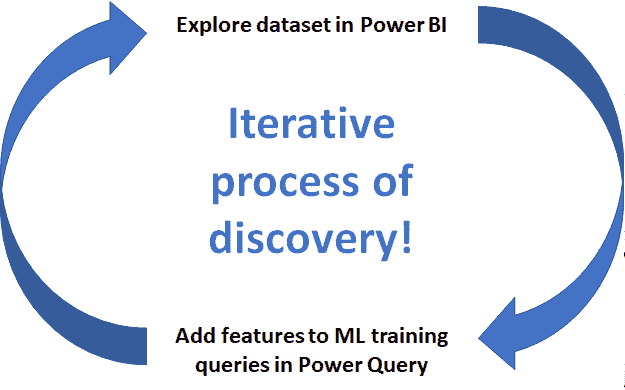 Explore dataset in Power BI
Iterative
process of
discovery!
Add features to ML training
queries in Power Query